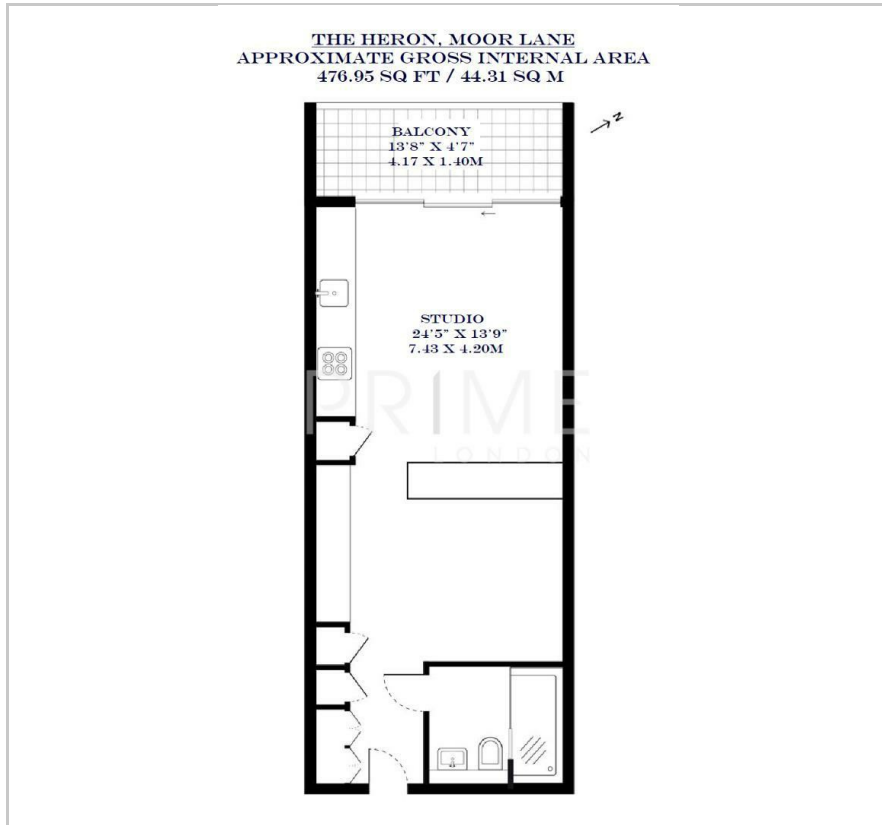 THE HERON, MOOR LANE
APPROXIMATE GROSS INTERNAL AREA
476.95 SQ FT / 44.31 SQ M
BALCONY
13'8" X 4'7"
4.17 X 1.40M
N
STUDIO
24'5" X 13'9"
7.43 X 4.20M
PRIME
LONDON